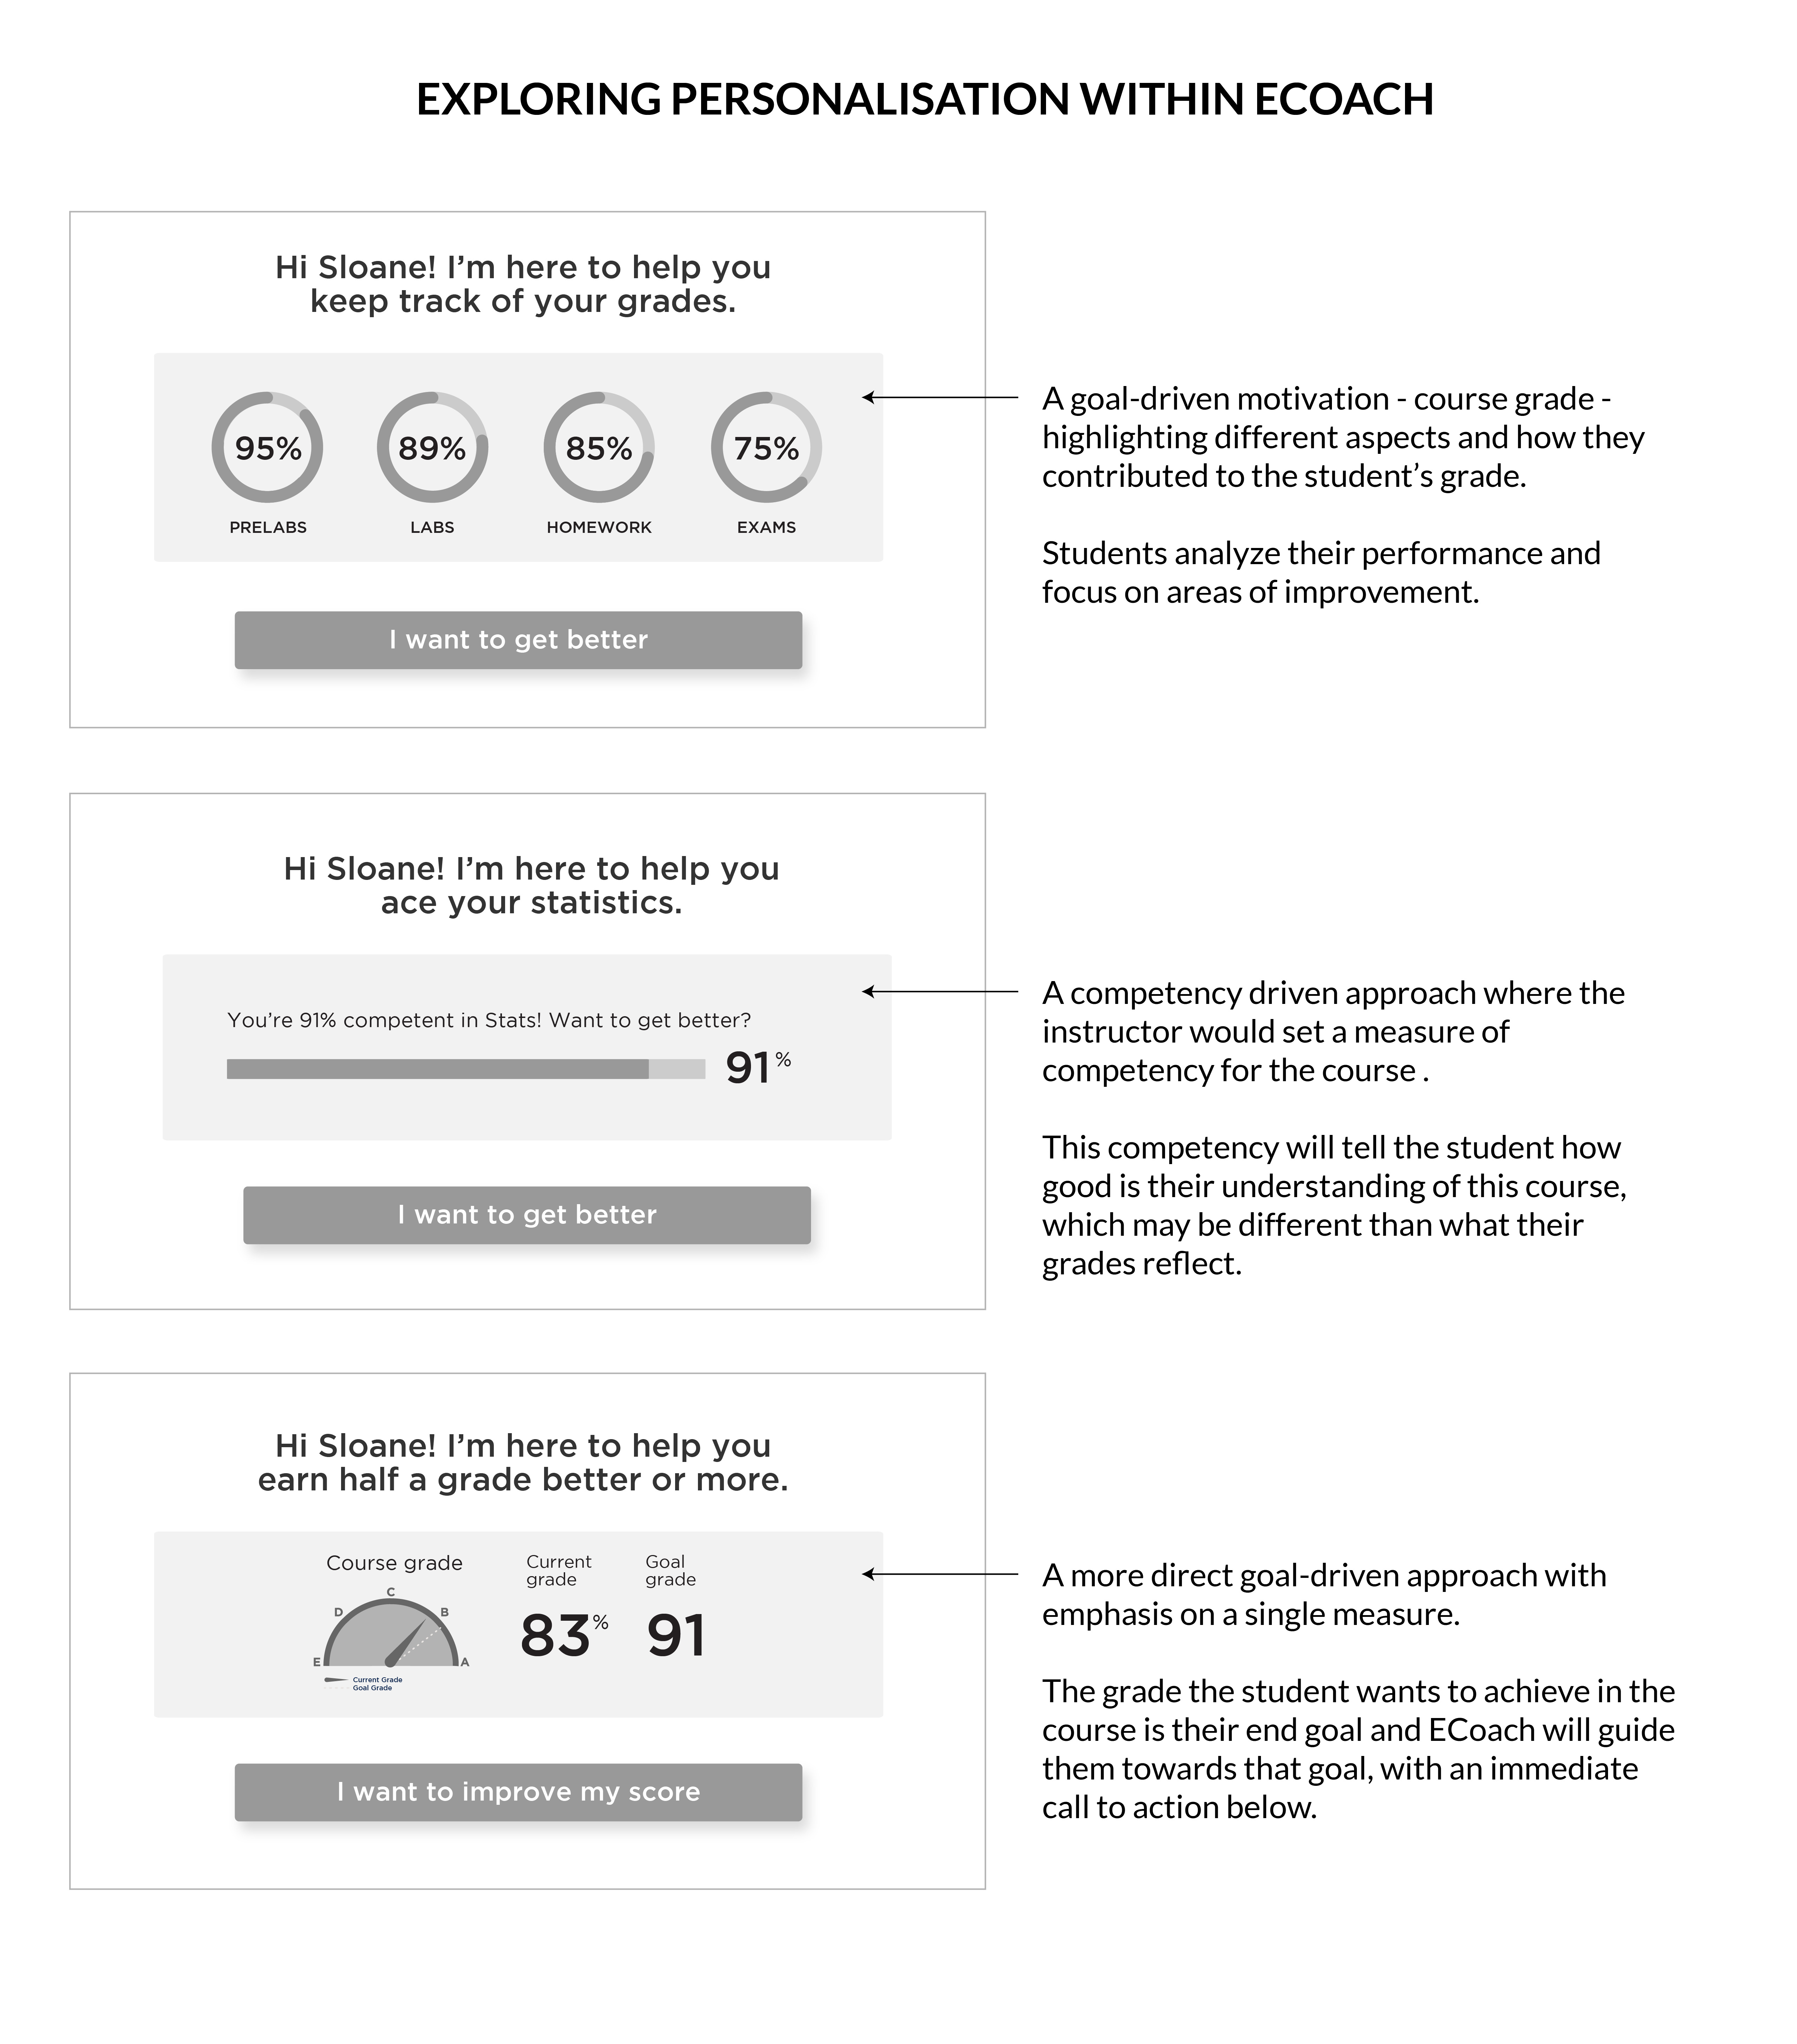 EXPLORING PERSONALISATION WITHIN ECOACH
Hi Sloane! I’m here to help you
keep track of your grades.
95%
89%
85%
75%
PRELABS
LABS
HOMEWORK
EXAMS
I want to get better
A goal-driven motivation - course grade -
highlighting different aspects and how they
contributed to the student’s grade.
Students analyze their performance and
focus on areas of improvement.
Hi Sloane! I’m here to help you
ace your statistics.
You’re 91% competent in Stats! Want to get better?
91%
I want to get better
A competency driven approach where the
instructor would set a measure of
competency for the course .
This competency will tell the student how
good is their understanding of this course,
which may be different than what their
grades reflect.
Hi Sloane! I’m here to help you
earn half a grade better or more.
Course grade
E
D
C
B
A
Current Grade
Goal Grade
Current
grade
83%
Goal
grade
91
I want to improve my score
A more direct goal-driven approach with
emphasis on a single measure.
The grade the student wants to achieve in the
course is their end goal and ECoach will guide
them towards that goal, with an immediate
call to action below.